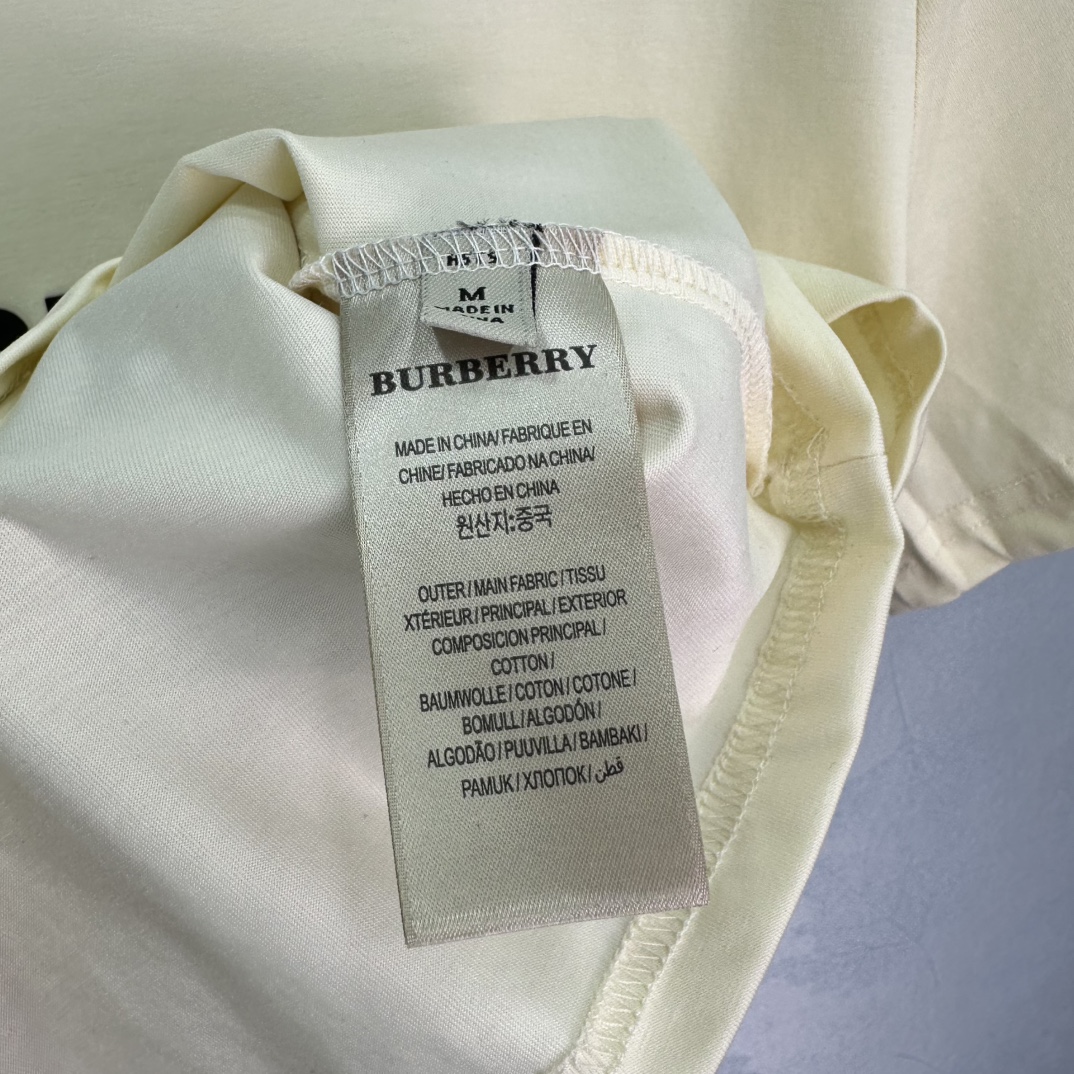 M
MADE IN
BURBERRY
MADE IN CHINA/ FABRIQUE EN
CHINE/ FABRICADO NA CHINA/
HECHO EN CHINA
원산지:중국
OUTER / MAIN FABRIC / TISSU
XTÉRIEUR / PRINCIPAL / EXTERIOR
COMPOSICION PRINCIPAL /
COTTON /
BAUMWOLLE / COTON / COTONE /
BOMULL / ALGODÓN /
ALGODÃO / PUUVILLA / BAMBAKI /
PAMUK / ХЛОПОК / قطن